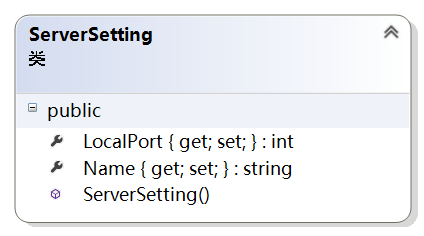 ServerSetting
类
public
LocalPort { get; set; } : int
Name { get; set; } : string
ServerSetting()